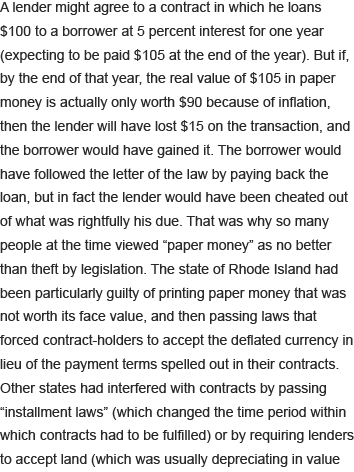 A lender might agree to a contract in which he loans
$100 to a borrower at 5 percent interest for one year
(expecting to be paid $105 at the end of the year). But if,
by the end of that year, the real value of $105 in paper
money is actually only worth $90 because of inflation,
then the lender will have lost $15 on the transaction, and
the borrower would have gained it. The borrower would
have followed the letter of the law by paying back the
loan, but in fact the lender would have been cheated out
of what was rightfully his due. That was why so many
people at the time viewed “paper money” as no better
than theft by legislation. The state of Rhode Island had
been particularly guilty of printing paper money that was
not worth its face value, and then passing laws that
forced contract-holders to accept the deflated currency in
lieu of the payment terms spelled out in their contracts.
Other states had interfered with contracts by passing
“installment laws” (which changed the time period within
which contracts had to be fulfilled) or by requiring lenders
to accept land (which was usually depreciating in value